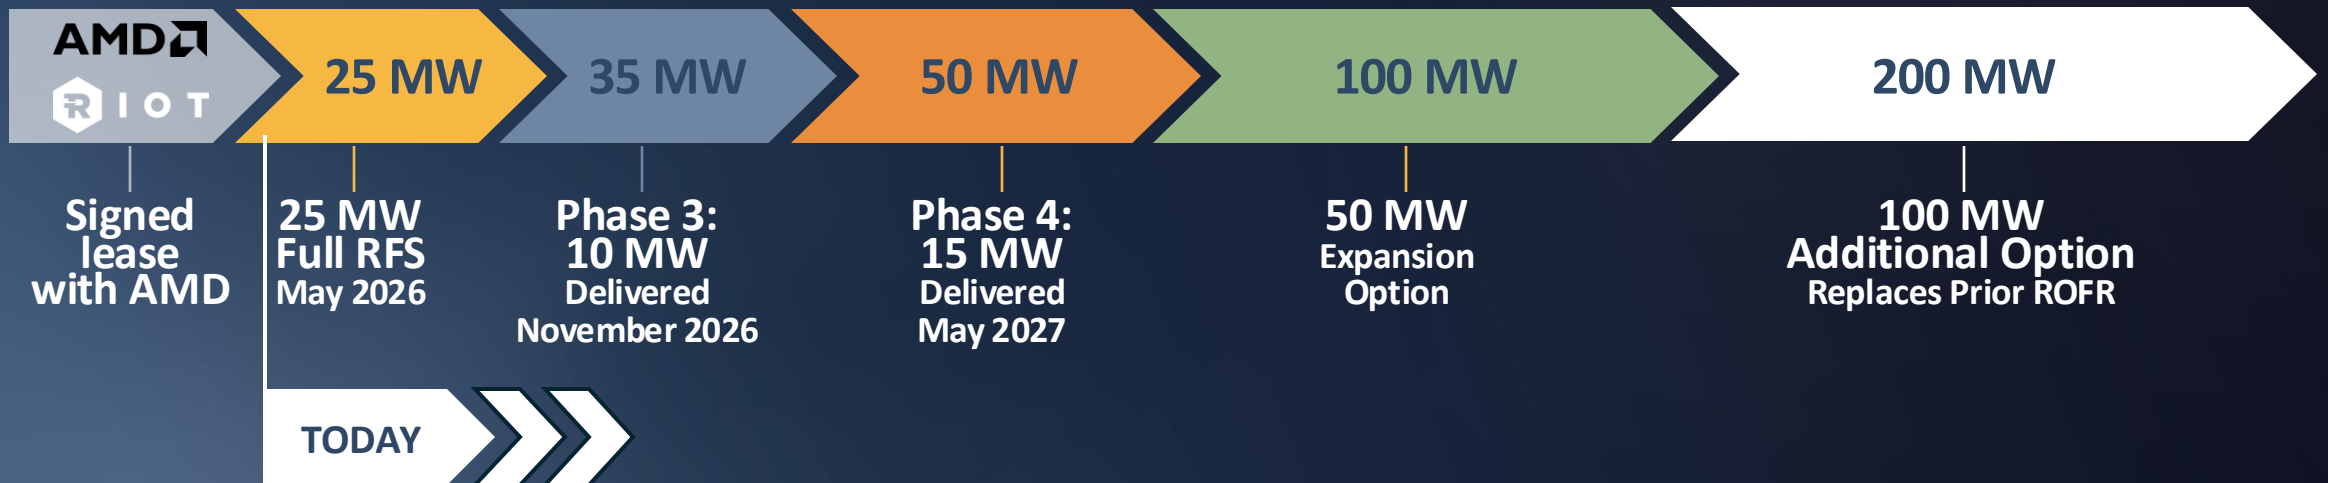 AMD
RIOT
25 MW
35 MW
50 MW
100 MW
200 MW
Signed
lease
with AMD
25 MW
Full RFS
May 2026
Phase 3:
10 MW
Delivered
November 2026
Phase 4:
15 MW
Delivered
May 2027
50 MW
Expansion
Option
100 MW
Additional Option
Replaces Prior ROFR
TODAY